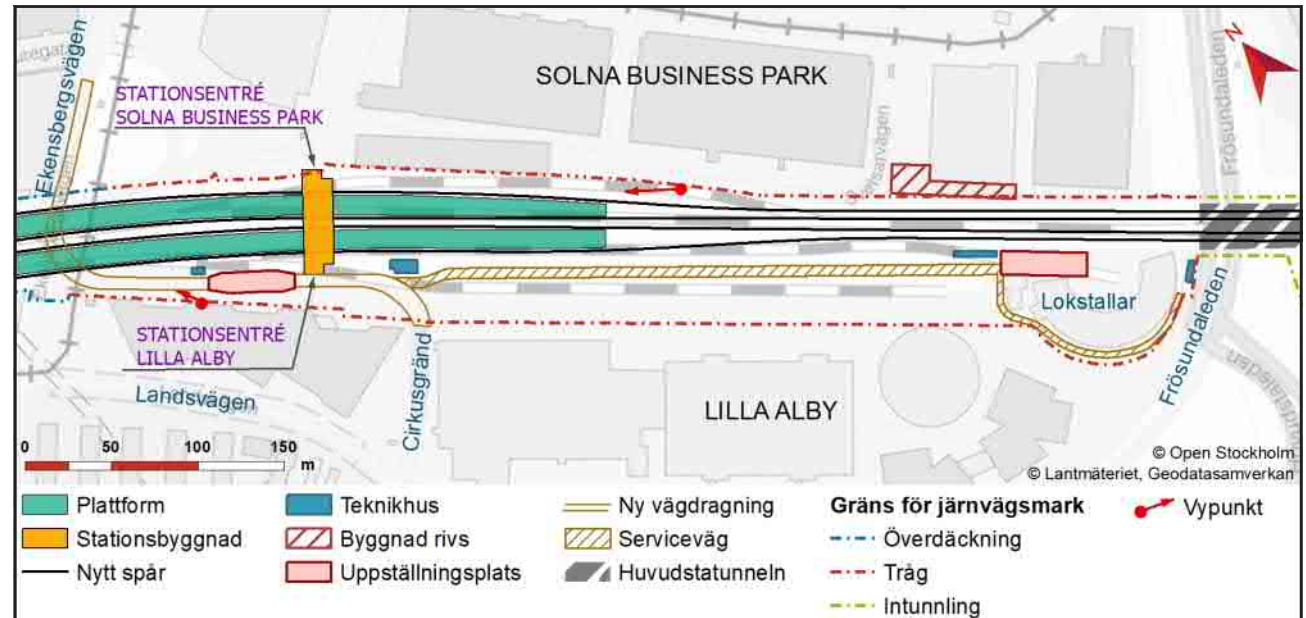 Ekensbergsvägen
STATIONSENTRÉ
SOLNA BUSINESS PARK
SOLNA BUSINESS PARK
N
Frösundaleden
Frösundaleden
STATIONSENTRÉ
LILLA ALBY
Landsvägen
Cirkusgränd
LILLA ALBY
Lokstallar
Frösundaleden
0 50 100 150
m
© Open Stockholm
© Lantmäteriet, Geodatasamverkan
Plattform
Stationsbyggnad
Nytt spår
Teknikhus
Byggnad rivs
Uppställningsplats
Ny vägdragning
Serviceväg
Huvudstatunneln
Gräns för järnvägsmark
Överdäckning
Tråg
Intunnling
Vypunkt